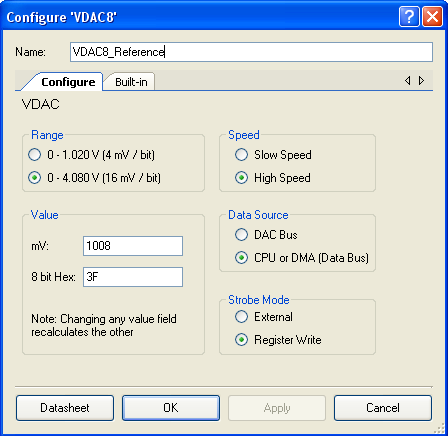 Configure 'VDAC8'
Name: VDAC8_Reference
Configure Built-in
VDAC
Range
0 - 1.020 V (4 mV / bit)
0 - 4.080 V (16 mV / bit)
Speed
Slow Speed
High Speed
Value
mV: 1008
8 bit Hex: 3F
Note: Changing any value field
recalculates the other
Data Source
DAC Bus
CPU or DMA (Data Bus)
Strobe Mode
External
Register Write
Datasheet OK Apply Cancel